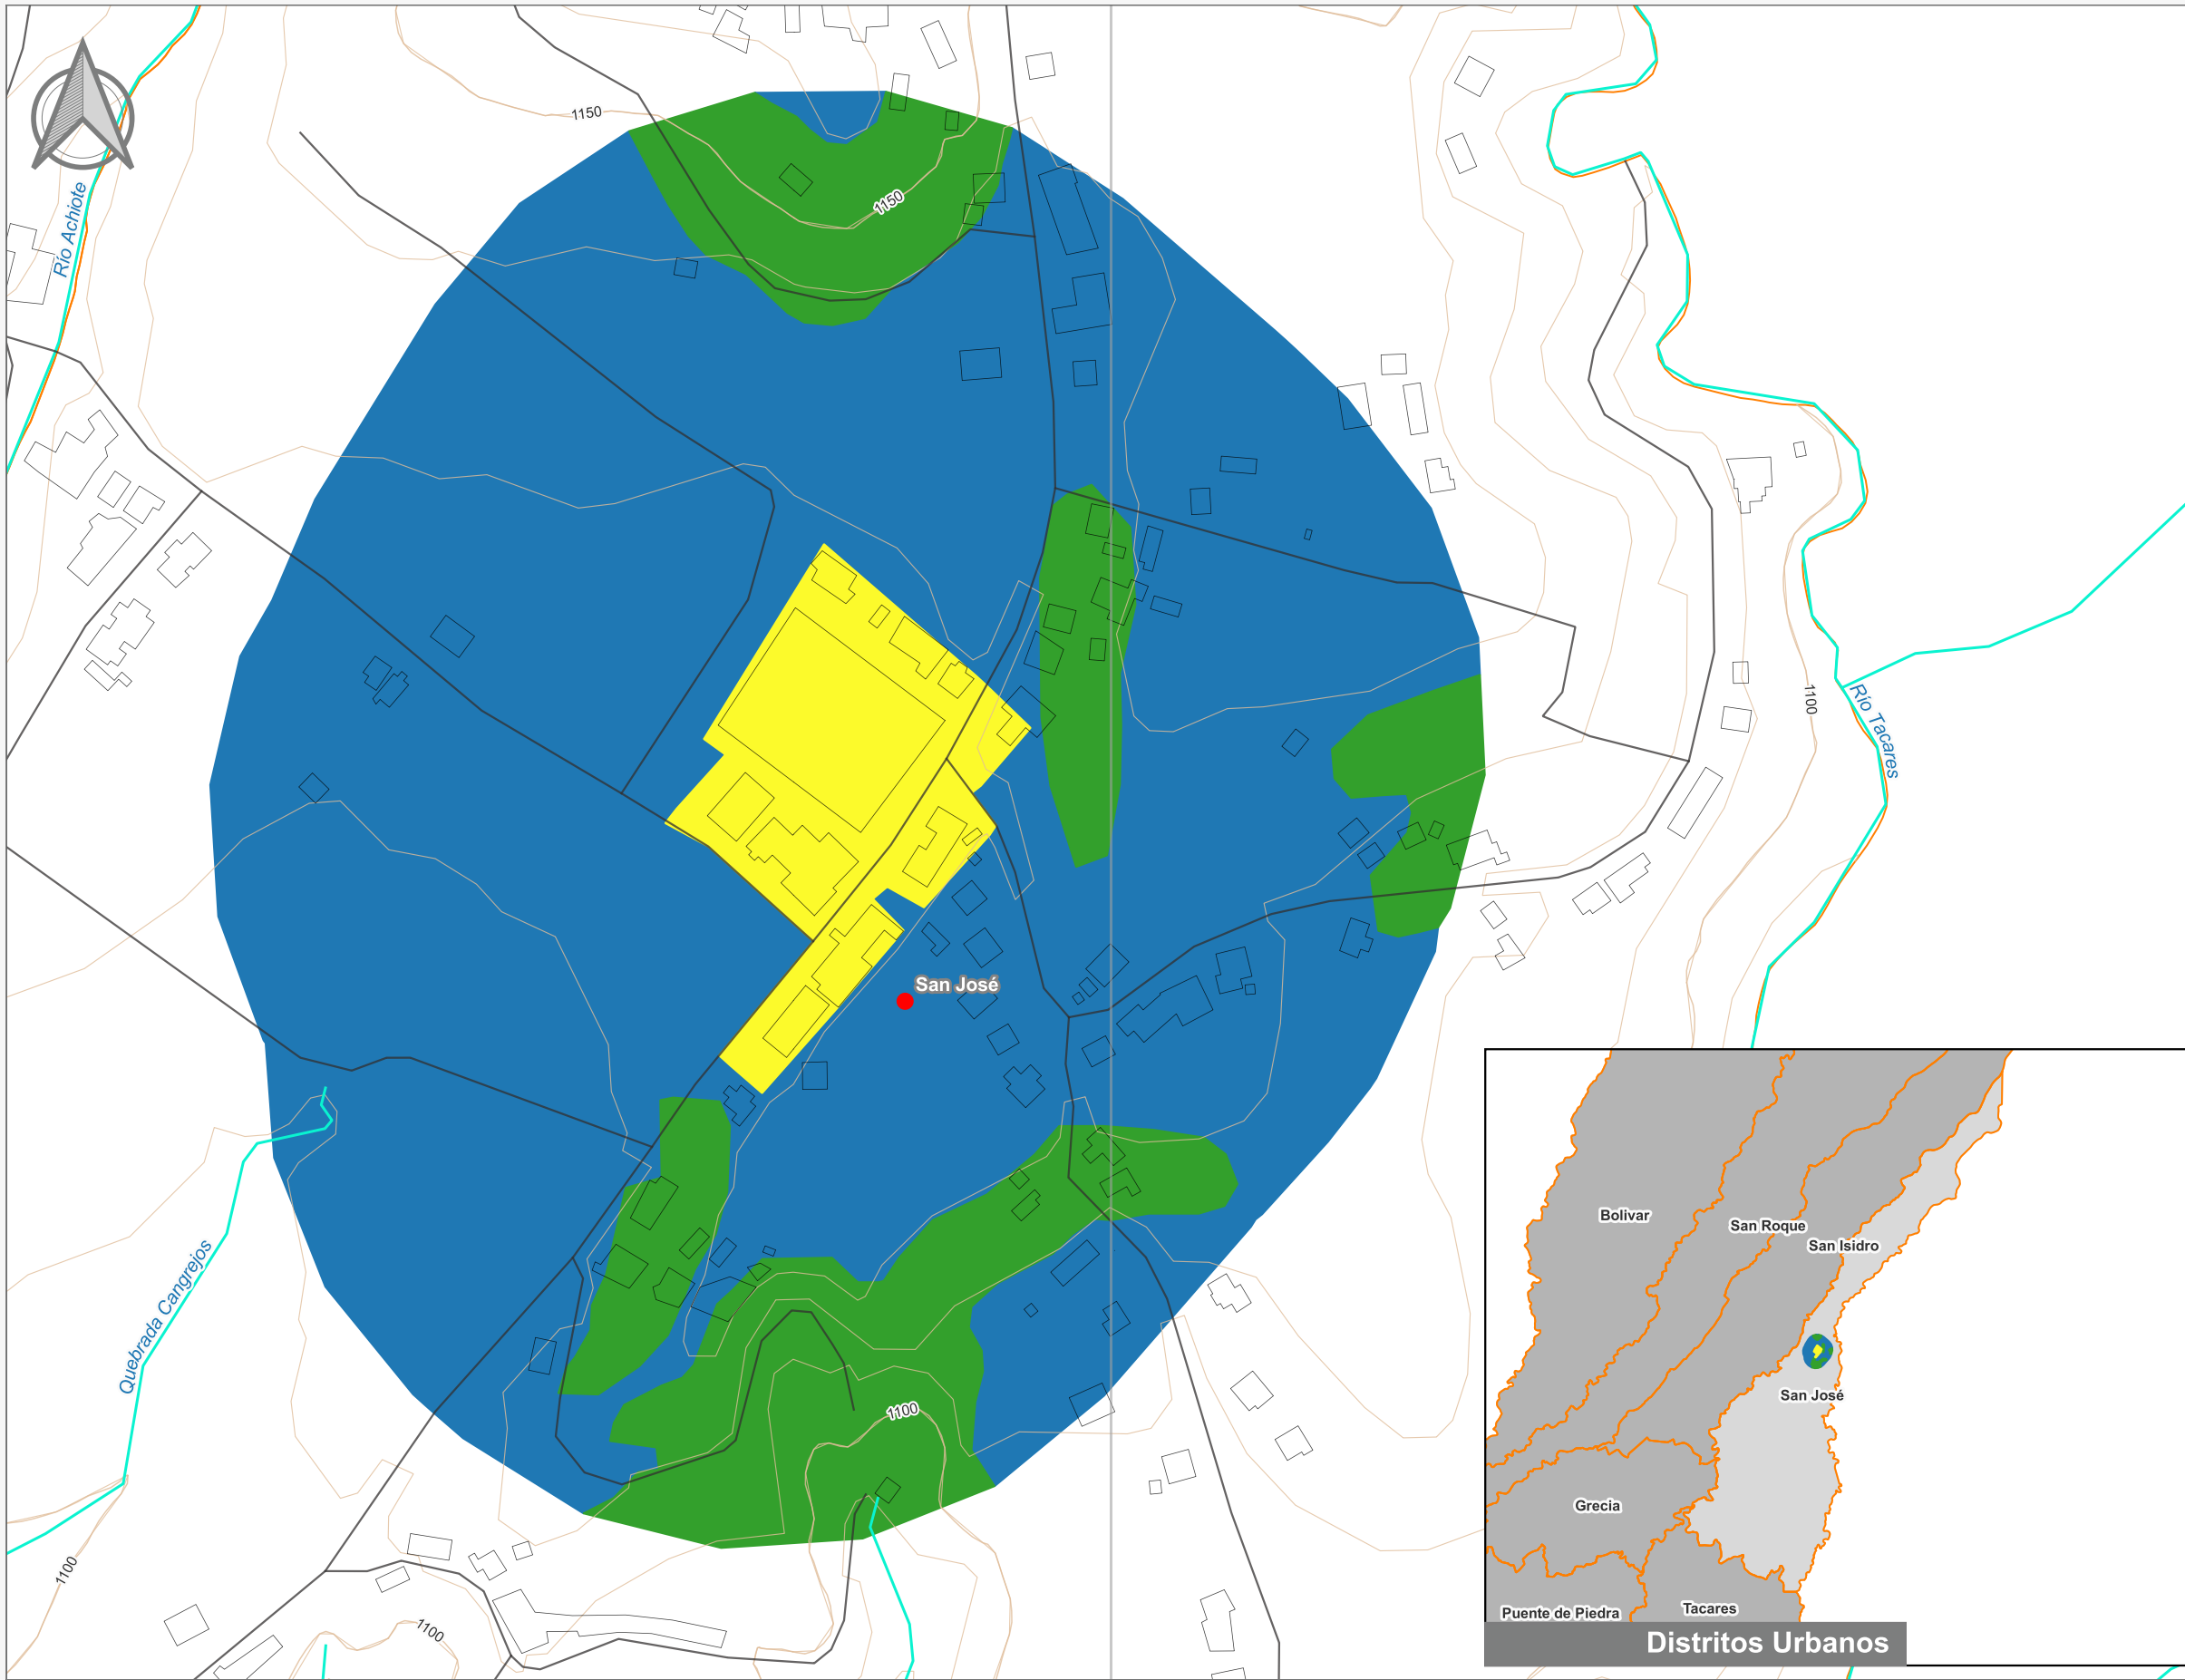 1150
1150
Río Achiote
San José
1100
Río Tacares
Quebrada Cangrejos
1100
1100
1100
Bolivar
San Roque
San Isidro
San José
Grecia
Puente de Piedra
Tacares
Distritos Urbanos